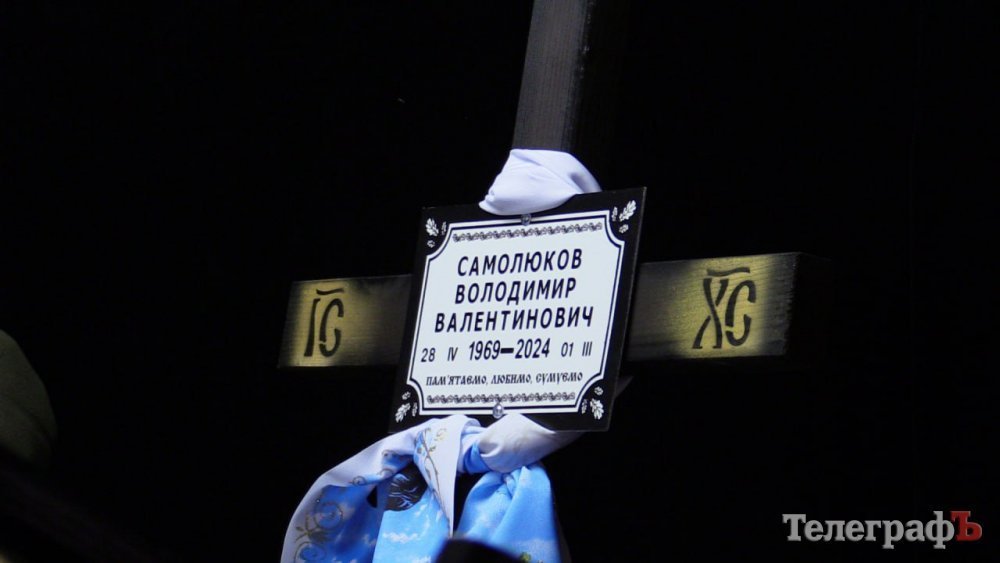 САМОЛЮКОВ
ВОЛОДИМИР
ВАЛЕНТИНОВИЧ
28 IV 1969—2024 01 III
ПАМ'ЯТАЄМО, ЛЮБИМО, СУМУЄМО
ІС
ХС
ТелеграфЪ